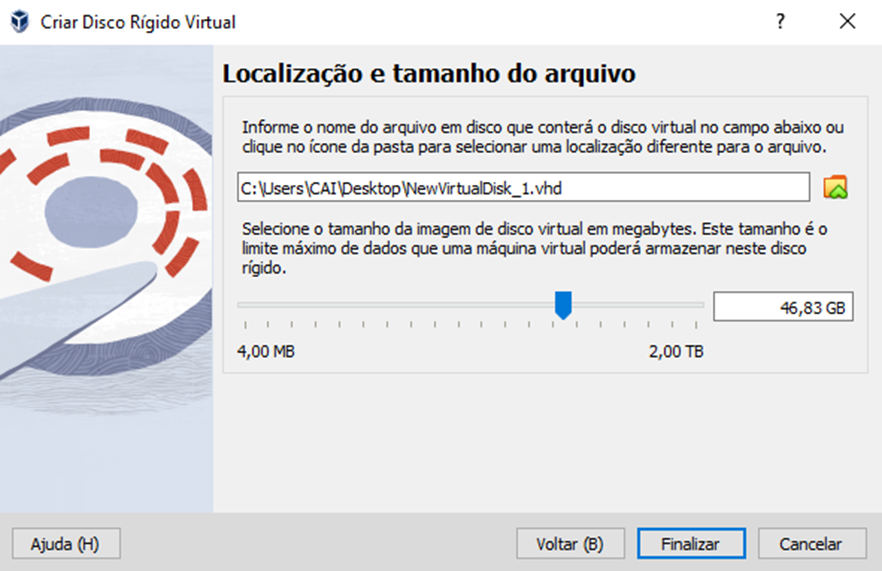 Criar Disco Rígido Virtual
?
Localização e tamanho do arquivo
Informe o nome do arquivo em disco que conterá o disco virtual no campo abaixo ou
clique no ícone da pasta para selecionar uma localização diferente para o arquivo.
C:\Users\CAI\Desktop\NewVirtualDisk_1.vhd
Selecione o tamanho da imagem de disco virtual em megabytes. Este tamanho é o
limite máximo de dados que uma máquina virtual poderá armazenar neste disco
rígido.
46,83 GB
4,00 MB 2,00 TB
Ajuda (H) Voltar (B) Finalizar Cancelar